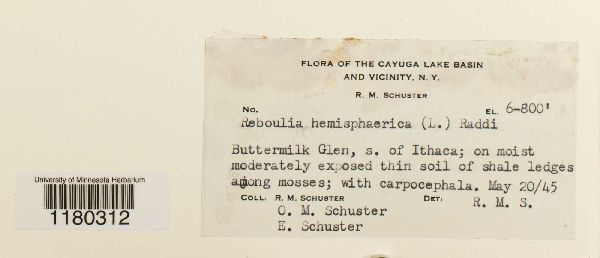 University of Minnesota Herbarium
1180312
FLORA OF THE CAYUGA LAKE BASIN
AND VICINITY, N. Y.
R. M. SCHUSTER
NO. EL. 6-800'
Reboulia hemisphaerica (L.) Raddi
Buttermilk Glen, s. of Ithaca; on moist
moderately exposed thin soil of shale ledges
among mosses; with carpocephala. May 20/45
COLL: R. M. SCHUSTER DET: R. M. S.
O. M. Schuster
E. Schuster